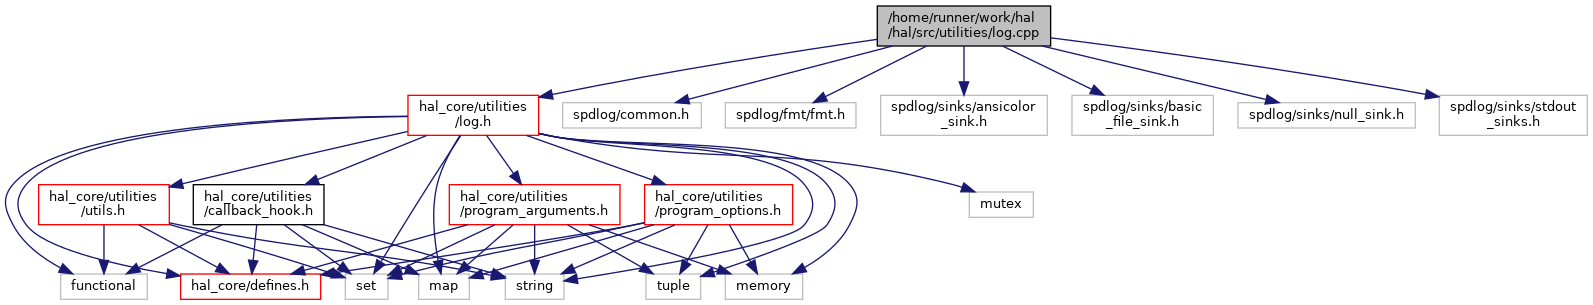 /home/runner/work/hal
/hal/src/utilities/log.cpp
hal_core/utilities
/log.h
spdlog/common.h
spdlog/fmt/fmt.h
spdlog/sinks/ansicolor
_sink.h
spdlog/sinks/basic
_file_sink.h
spdlog/sinks/null_sink.h
spdlog/sinks/stdout
_sinks.h
hal_core/utilities
/utils.h
hal_core/utilities
/callback_hook.h
hal_core/utilities
/program_arguments.h
hal_core/utilities
/program_options.h
mutex
functional
hal_core/defines.h
set
map
string
tuple
memory